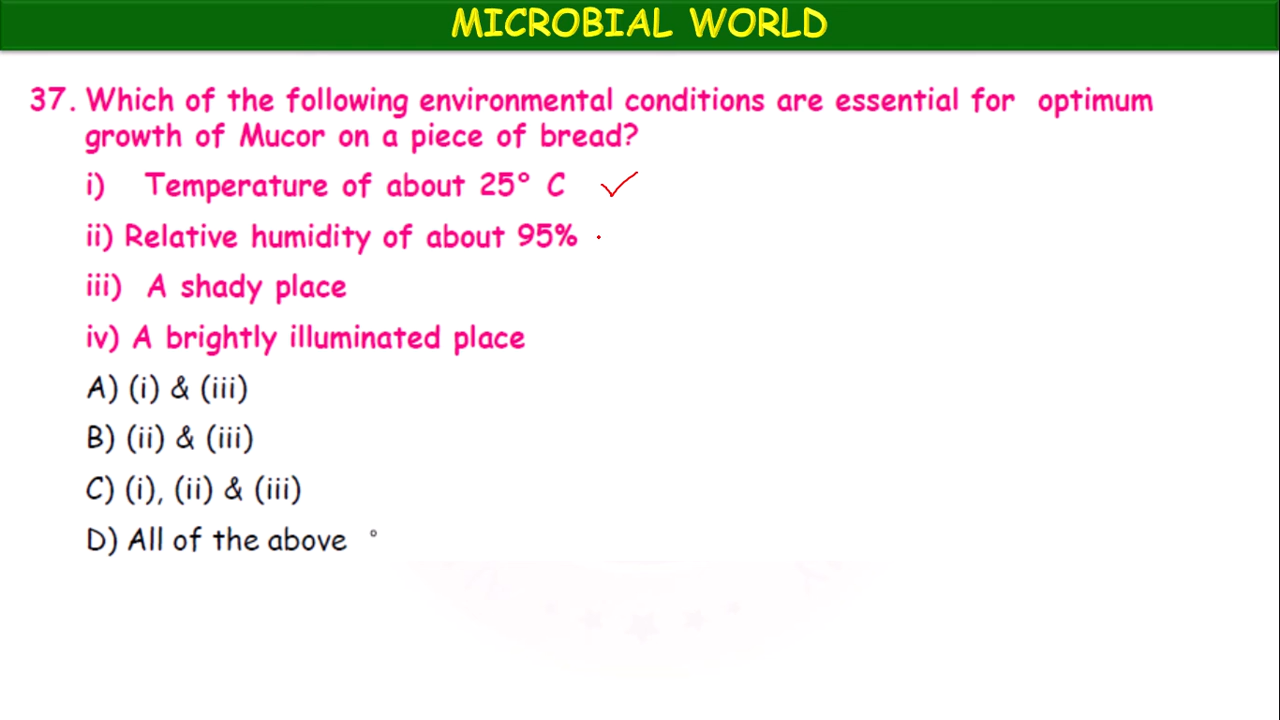 MICROBIAL WORLD
37. Which of the following environmental conditions are essential for optimum
growth of Mucor on a piece of bread?
i) Temperature of about 25° C
ii) Relative humidity of about 95%
iii) A shady place
iv) A brightly illuminated place
A) (i) & (iii)
B) (ii) & (iii)
C) (i), (ii) & (iii)
D) All of the above